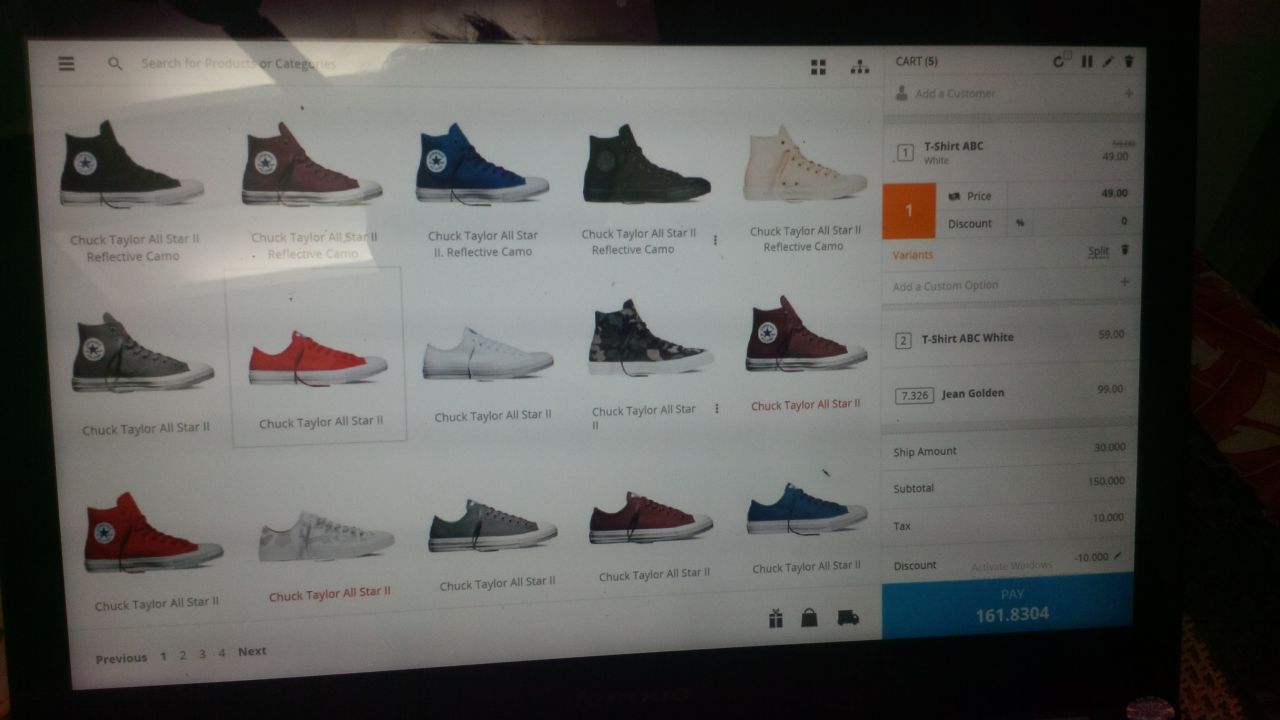 Search for Products or Categories
Chuck Taylor All Star II
Reflective Camo
Chuck Taylor All Star II
Reflective Camo
Chuck Taylor All Star
II. Reflective Camo
Chuck Taylor All Star II
Reflective Camo
Chuck Taylor All Star II
Reflective Camo
Chuck Taylor All Star II
Chuck Taylor All Star II
Chuck Taylor All Star II
Chuck Taylor All Star
II
Chuck Taylor All Star II
Chuck Taylor All Star II
Chuck Taylor All Star II
Chuck Taylor All Star II
Chuck Taylor All Star II
Chuck Taylor All Star II
Previous 1 2 3 4 Next
CART (5)
Add a Customer +
1 T-Shirt ABC 59.00
White 49.00
1 Price 49.00
Discount % 0
Variants Split
Add a Custom Option +
2 T-Shirt ABC White 59.00
7.326 Jean Golden 99.00
Ship Amount 30.000
Subtotal 150.000
Tax 10.000
Discount -10.000
Activate Windows
PAY
161.8304